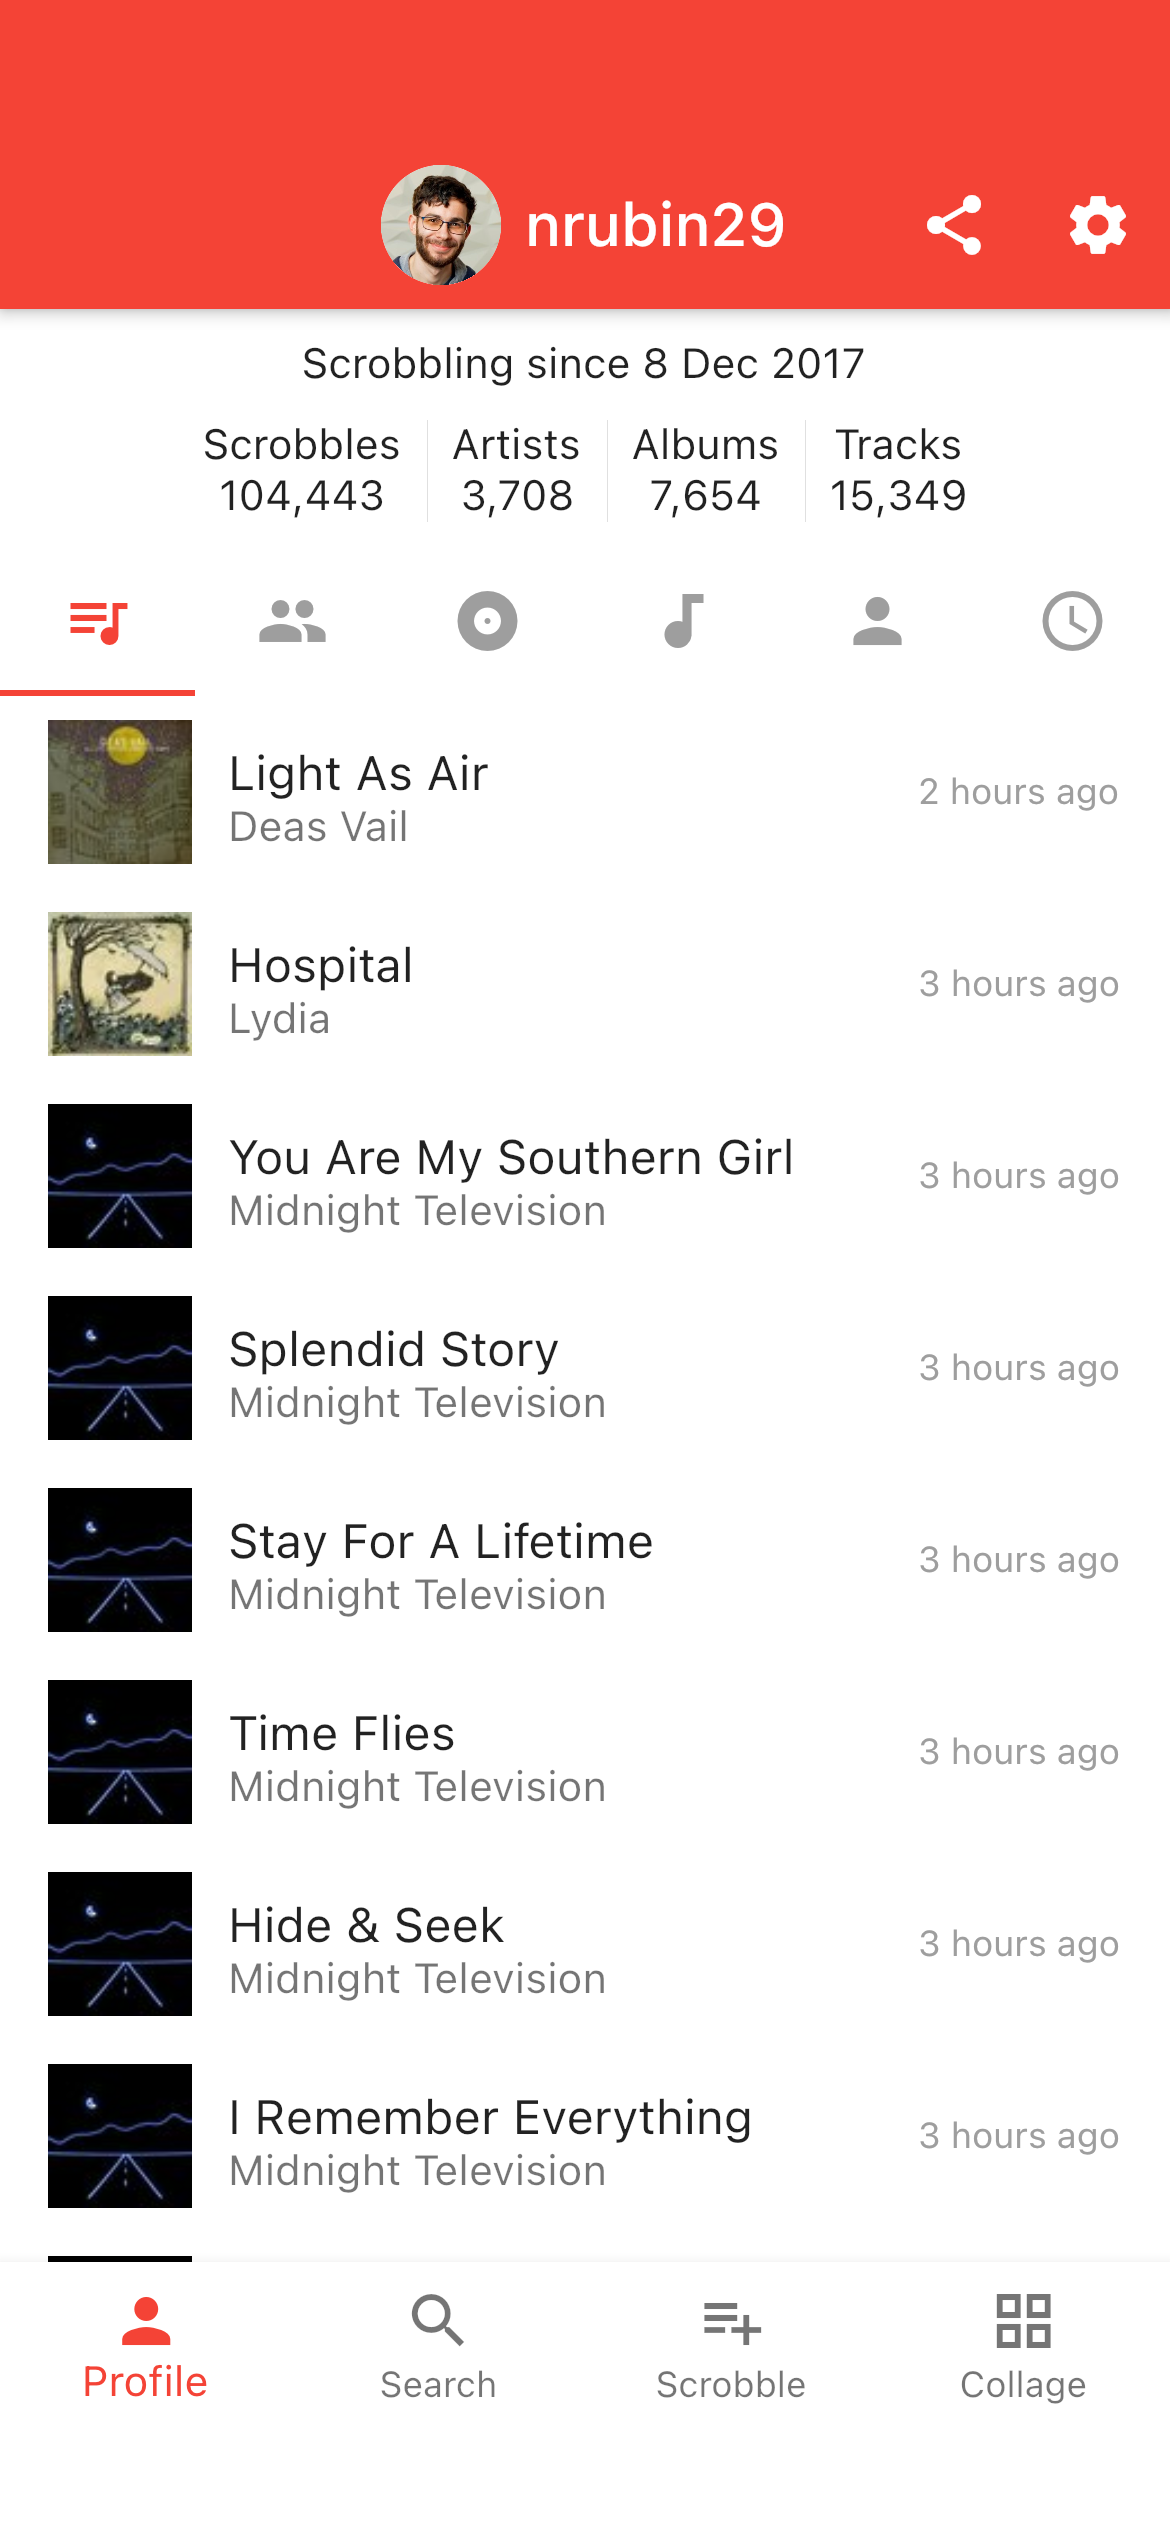 nrubin29
Scrobbling since 8 Dec 2017
Scrobbles Artists Albums Tracks
104,443 3,708 7,654 15,349
Light As Air
Deas Vail
2 hours ago
Hospital
Lydia
3 hours ago
You Are My Southern Girl
Midnight Television
3 hours ago
Splendid Story
Midnight Television
3 hours ago
Stay For A Lifetime
Midnight Television
3 hours ago
Time Flies
Midnight Television
3 hours ago
Hide & Seek
Midnight Television
3 hours ago
I Remember Everything
Midnight Television
3 hours ago
Profile Search Scrobble Collage